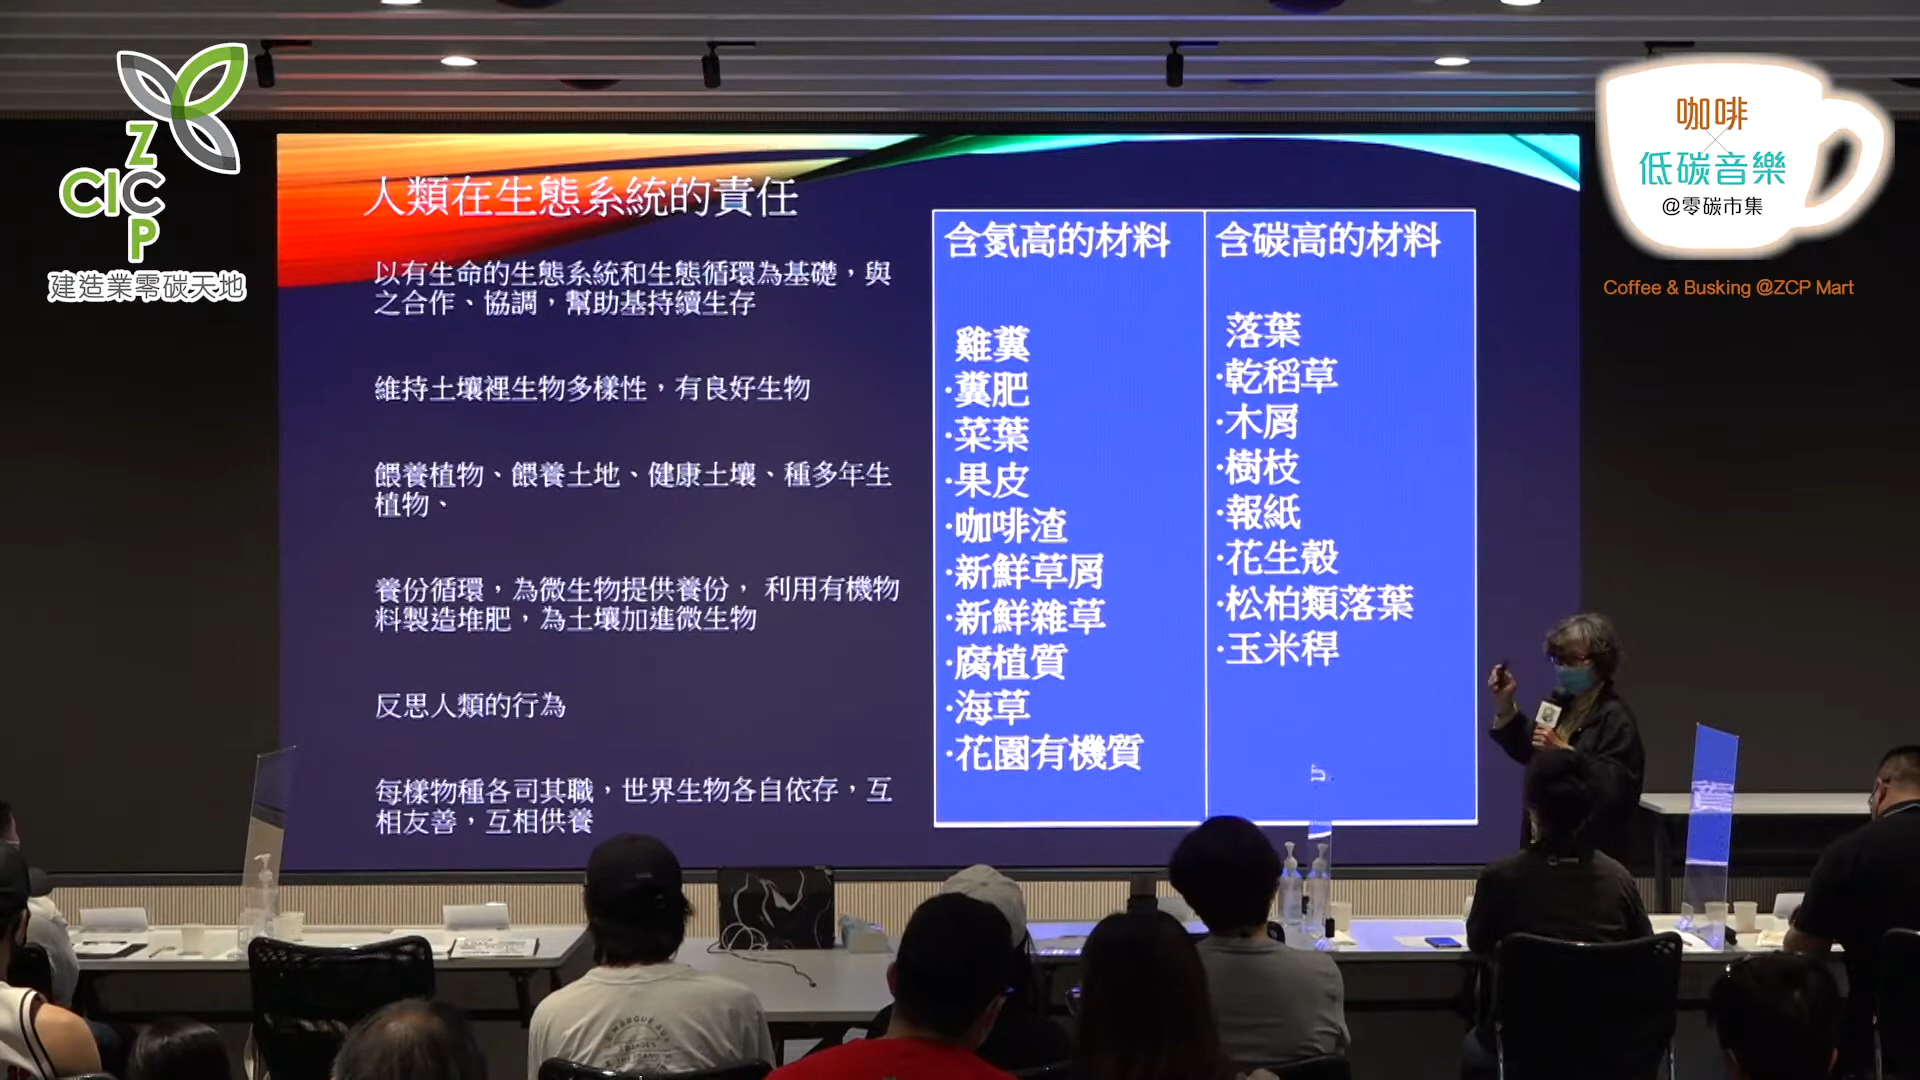 Z
CIC
P
建造業零碳天地
咖啡
×
低碳音樂
@零碳市集
Coffee & Busking @ZCP Mart
人類在生態系統的責任
以有生命的生態系統和生態循環為基礎，與
之合作、協調，幫助基持續生存
維持土壤裡生物多樣性，有良好生物
餵養植物、餵養土地、健康土壤、種多年生
植物、
養份循環，為微生物提供養份， 利用有機物
料製造堆肥，為土壤加進微生物
反思人類的行為
每樣物種各司其職，世界生物各自依存，互
相友善，互相供養
含氮高的材料
雞糞
·糞肥
·菜葉
·果皮
·咖啡渣
·新鮮草屑
·新鮮雜草
·腐植質
·海草
·花園有機質
含碳高的材料
落葉
·乾稻草
·木屑
·樹枝
·報紙
·花生殼
·松柏類落葉
·玉米稈